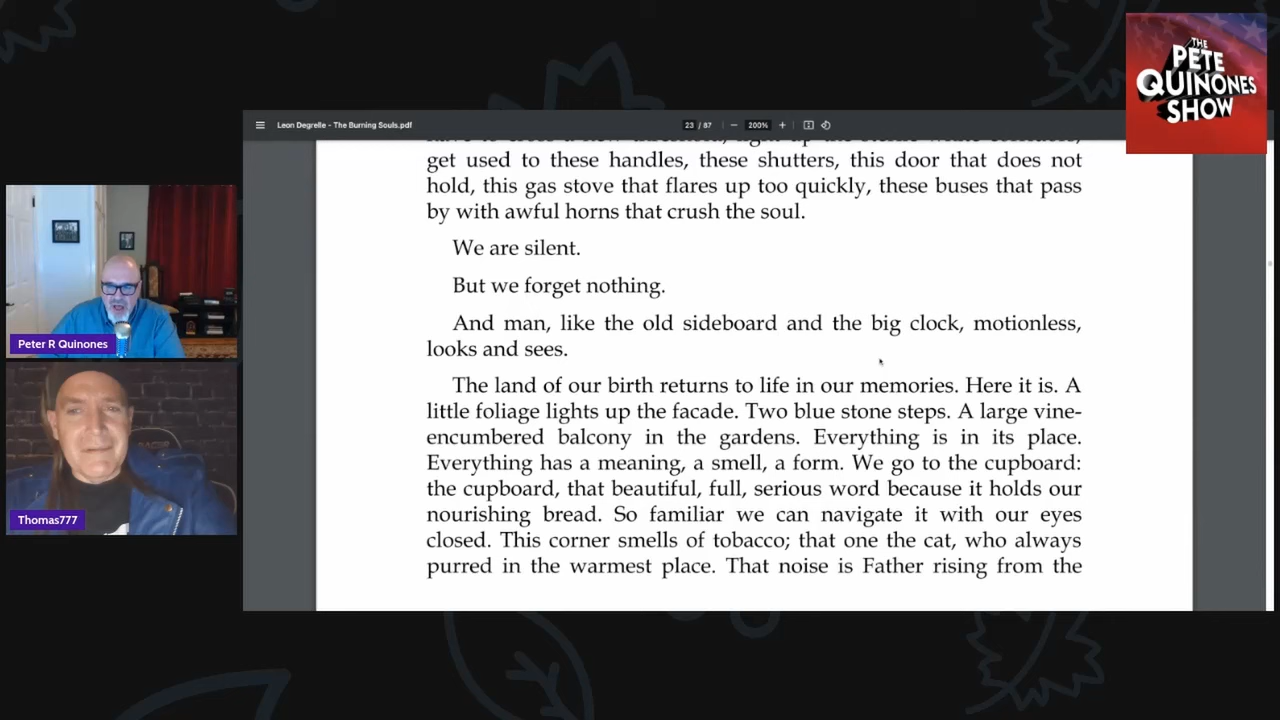 THE
PETE
QUINONES
SHOW
Leon Degrelle - The Burning Souls.pdf
23 / 87
200%
get used to these handles, these shutters, this door that does not
hold, this gas stove that flares up too quickly, these buses that pass
by with awful horns that crush the soul.
We are silent.
But we forget nothing.
And man, like the old sideboard and the big clock, motionless,
looks and sees.
The land of our birth returns to life in our memories. Here it is. A
little foliage lights up the facade. Two blue stone steps. A large vine-
encumbered balcony in the gardens. Everything is in its place.
Everything has a meaning, a smell, a form. We go to the cupboard:
the cupboard, that beautiful, full, serious word because it holds our
nourishing bread. So familiar we can navigate it with our eyes
closed. This corner smells of tobacco; that one the cat, who always
purred in the warmest place. That noise is Father rising from the
Peter R Quinones
Thomas777